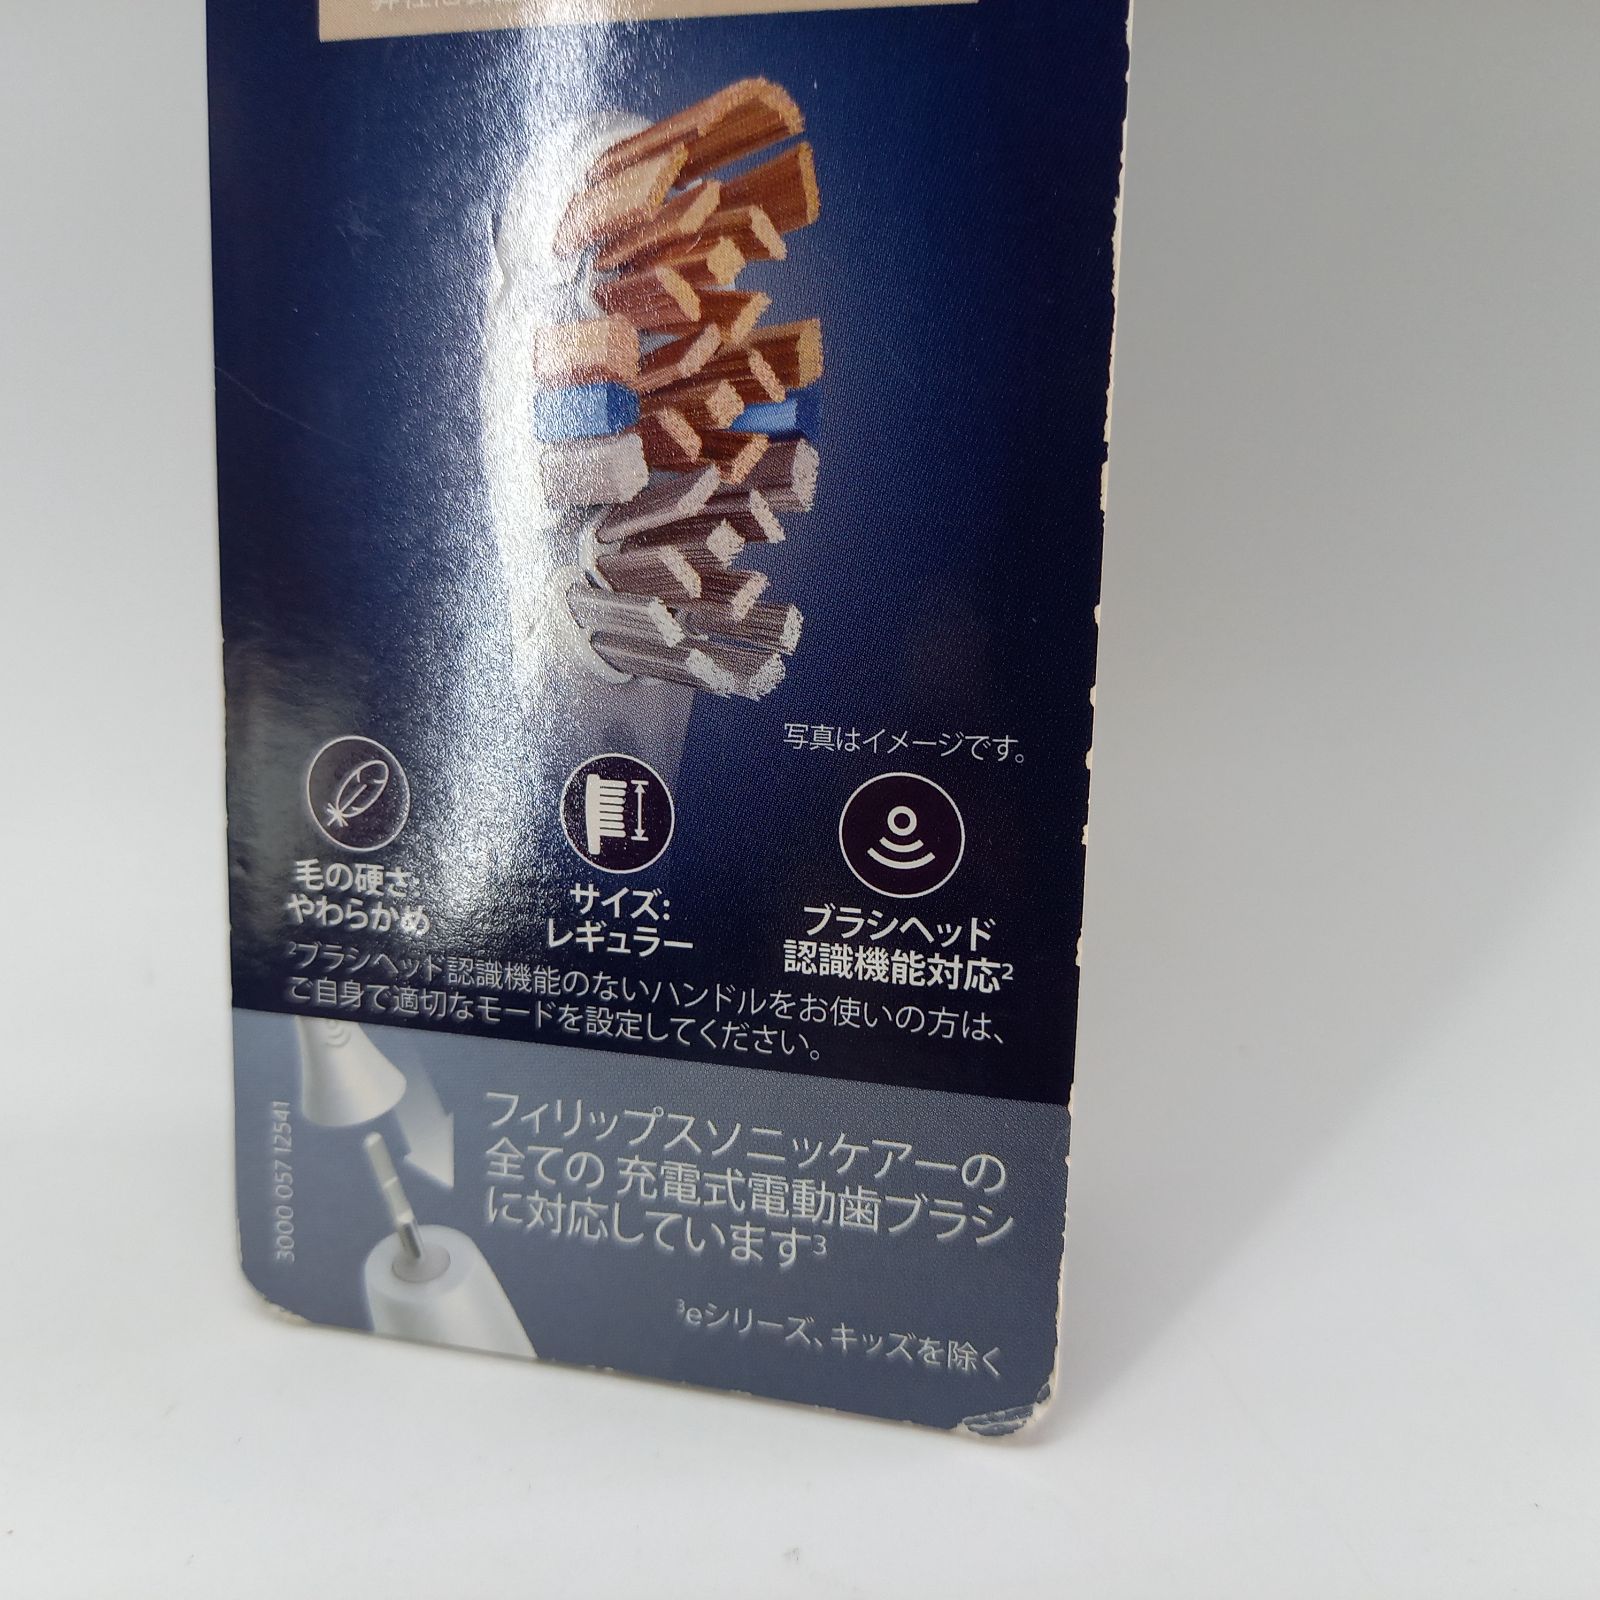 写真はイメージです。
毛の硬さ:
やわらかめ
サイズ:
レギュラー
ブラシヘッド
認識機能対応²
²ブラシヘッド認識機能のないハンドルをお使いの方は、
ご自身で適切なモードを設定してください。
3000 057 12541
フィリップスソニッケアーの
全ての 充電式電動歯ブラシ
に対応しています³
³eシリーズ、キッズを除く